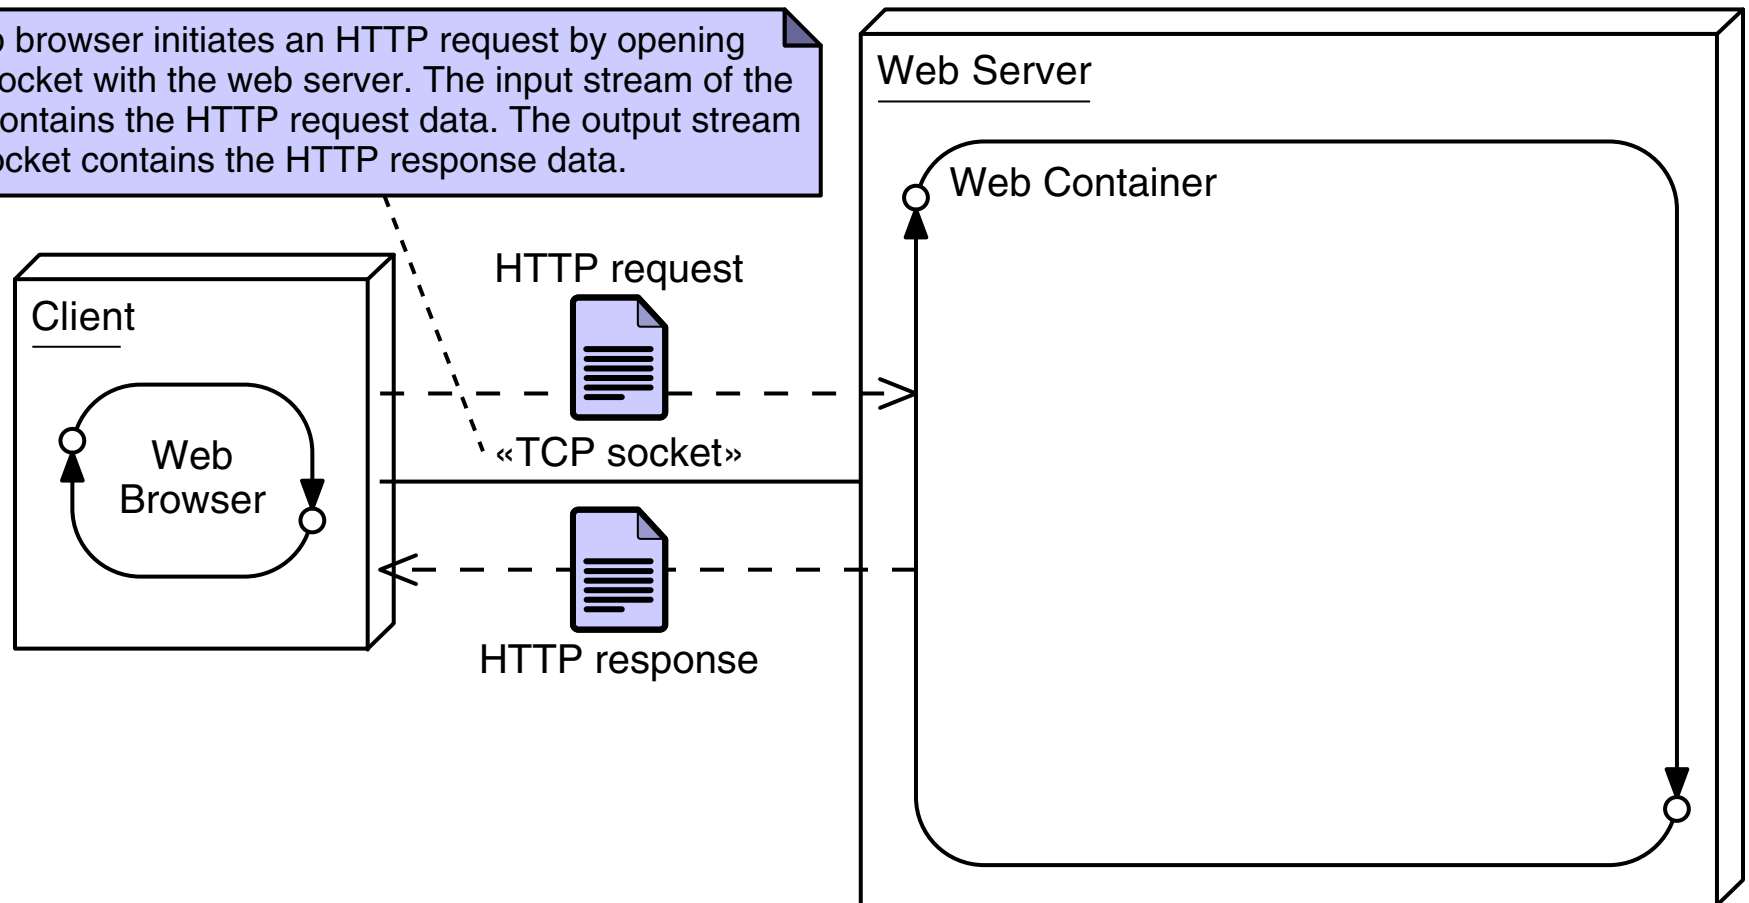 browser initiates an HTTP request by opening
ocket with the web server. The input stream of the
ontains the HTTP request data. The output stream
ocket contains the HTTP response data.
Web Server
Web Container
HTTP request
Client
Web
Browser
«TCP socket»
HTTP response